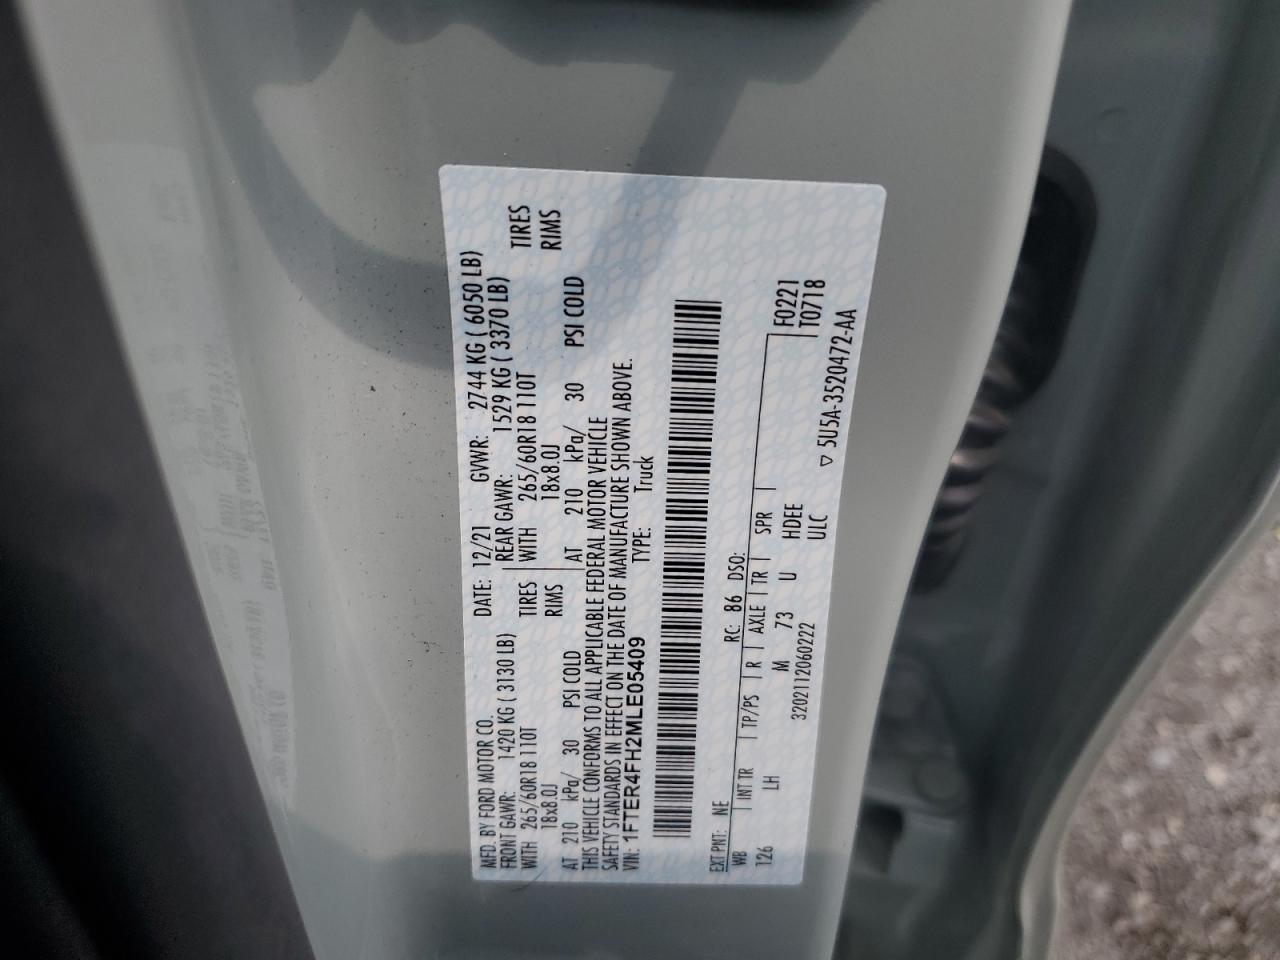 MFD. BY FORD MOTOR CO. DATE: 12/21 GVWR: 2744 KG ( 6050 LB)
FRONT GAWR: 1420 KG ( 3130 LB) REAR GAWR: 1529 KG ( 3370 LB)
WITH 265/60R18 110T TIRES WITH 265/60R18 110T TIRES
18x8.0J RIMS 18x8.0J RIMS
AT 210 kPa/ 30 PSI COLD AT 210 kPa/ 30 PSI COLD
THIS VEHICLE CONFORMS TO ALL APPLICABLE FEDERAL MOTOR VEHICLE
SAFETY STANDARDS IN EFFECT ON THE DATE OF MANUFACTURE SHOWN ABOVE.
VIN: 1FTER4FH2MLE05409 TYPE: Truck
EXT PNT: NE RC: 86 DSO:
WB INT TR TP/PS R AXLE TR SPR F0221
126 LH M 73 U HDEE T0718
3202112060222 ULC ▽ 5U5A-3520472-AA